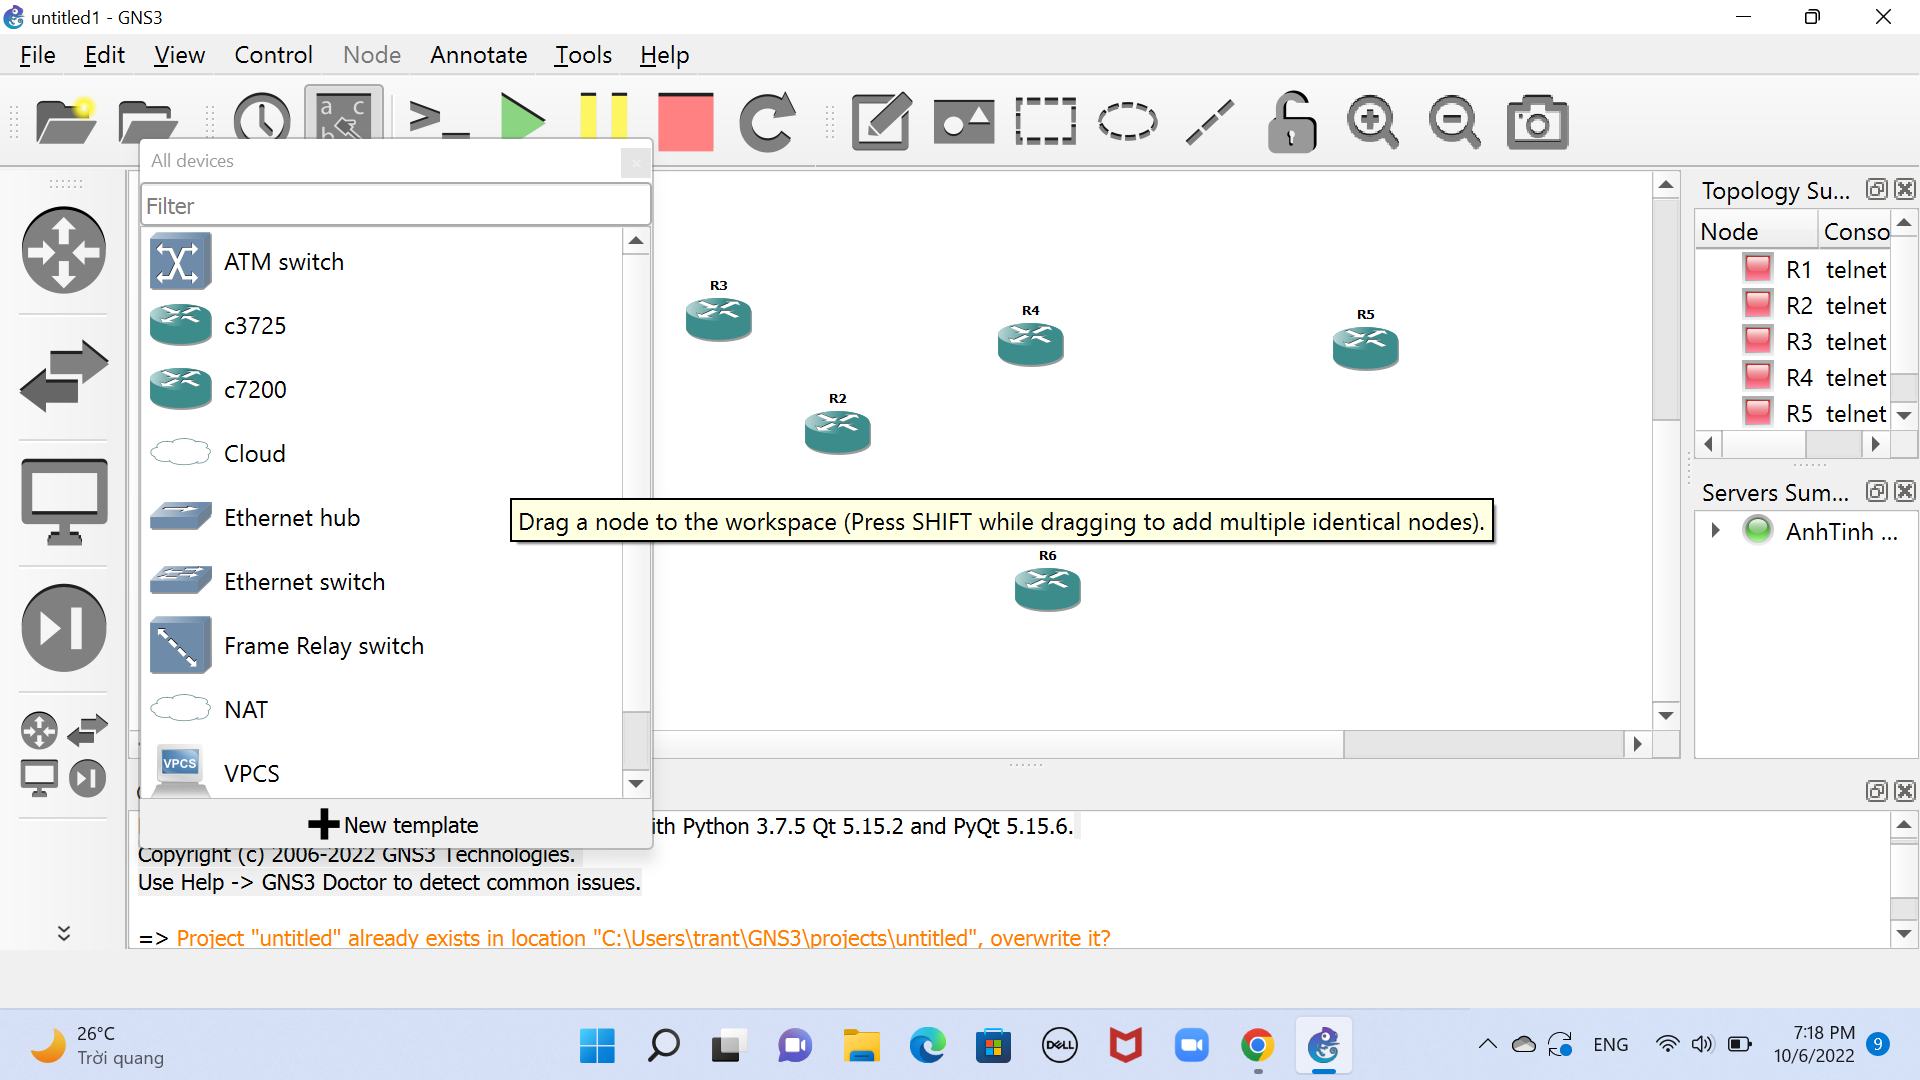 untitled1 - GNS3
File Edit View Control Node Annotate Tools Help
a c
b
>_
All devices
Filter
ATM switch
c3725
c7200
Cloud
Ethernet hub
Ethernet switch
Frame Relay switch
NAT
VPCS
VPCS
New template
R3
R4
R5
R2
Drag a node to the workspace (Press SHIFT while dragging to add multiple identical nodes).
R6
Topology Su...
Node Conso
R1 telnet
R2 telnet
R3 telnet
R4 telnet
R5 telnet
Servers Sum...
AnhTinh ...
ith Python 3.7.5 Qt 5.15.2 and PyQt 5.15.6.
Copyright (c) 2006-2022 GNS3 Technologies.
Use Help -> GNS3 Doctor to detect common issues.
=> Project "untitled" already exists in location "C:\Users\trant\GNS3\projects\untitled", overwrite it?
26°C
Trời quang
DELL
ENG
7:18 PM
10/6/2022
9